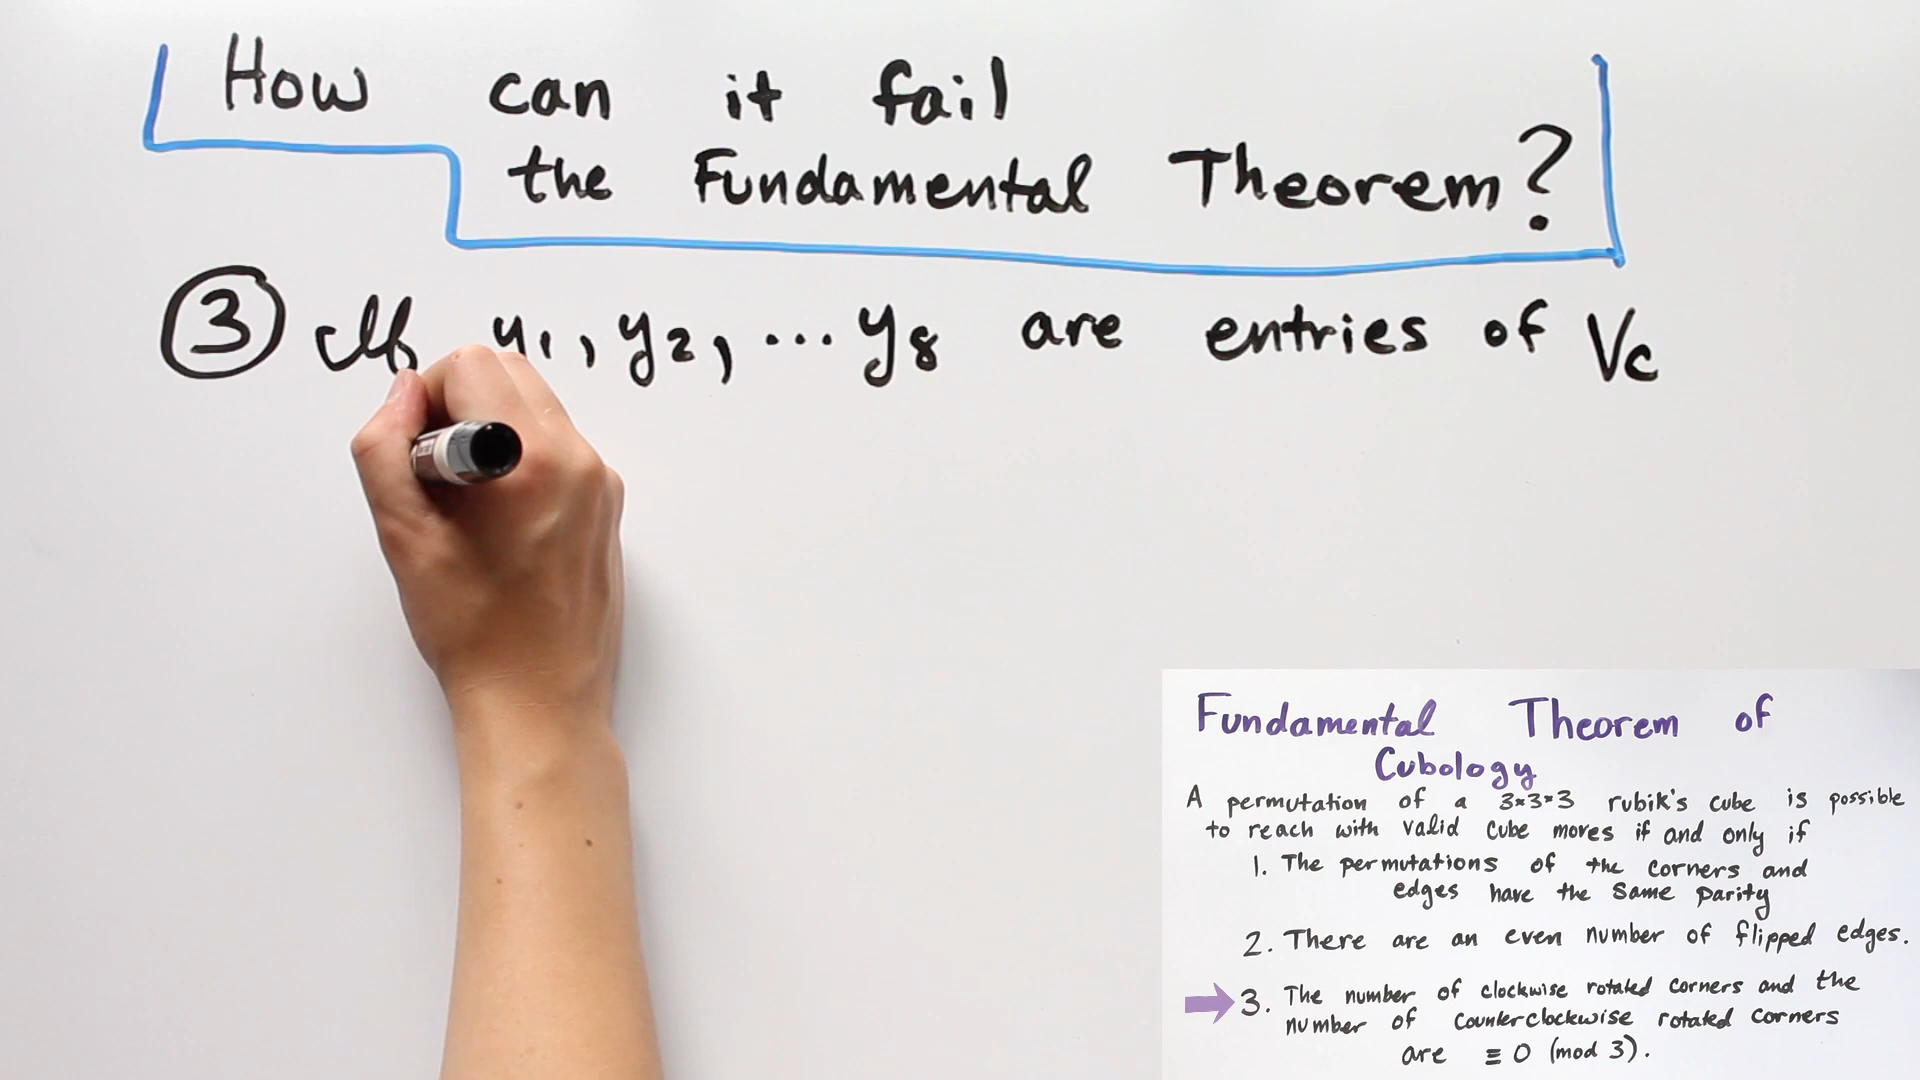 How can it fail
the Fundamental Theorem?
3 If y1, y2, ... y8 are entries of Vc
Fundamental Theorem of
Cubology
A permutation of a 3×3×3 rubik's cube is possible
to reach with valid cube moves if and only if
1. The permutations of the corners and
edges have the same parity
2. There are an even number of flipped edges.
3. The number of clockwise rotated corners and the
number of counterclockwise rotated corners
are ≡ 0 (mod 3).